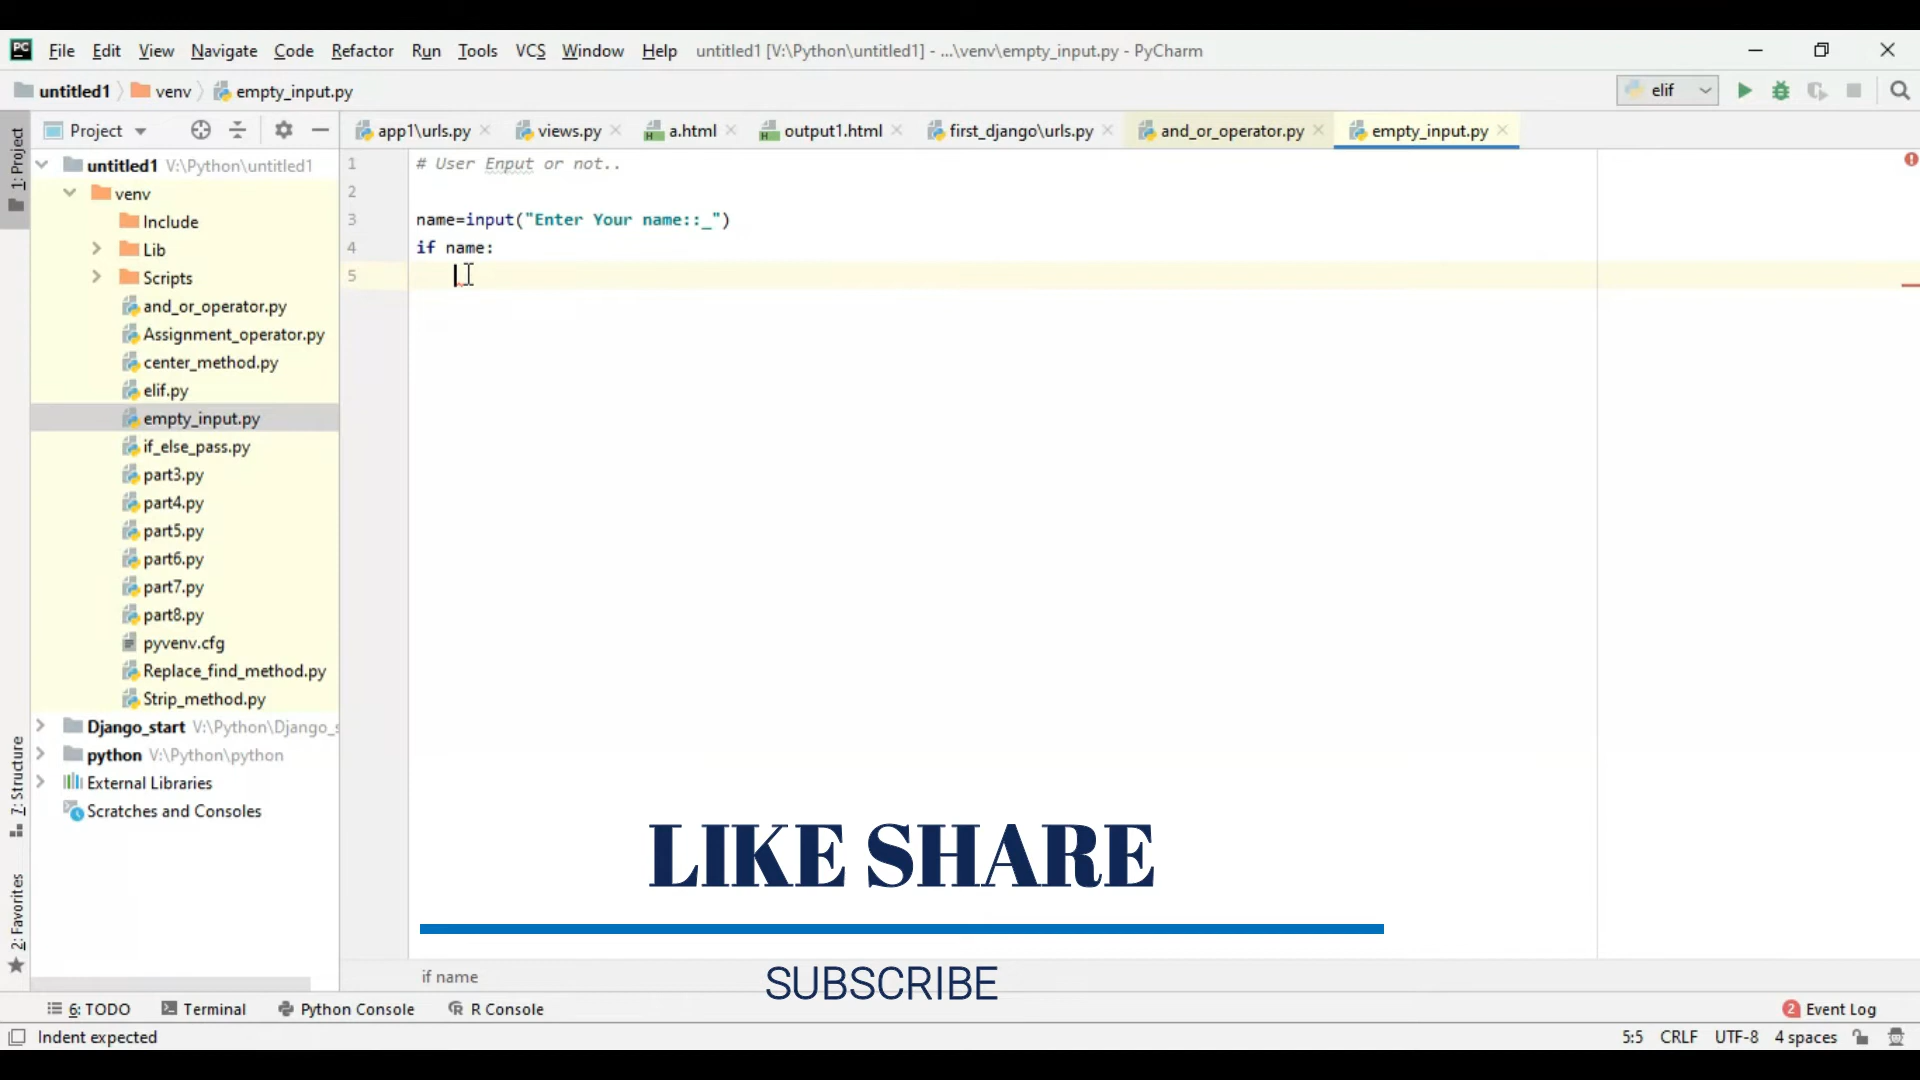 PC File Edit View Navigate Code Refactor Run Tools VCS Window Help untitled1 [V:\Python\untitled1] - ...\venv\empty_input.py - PyCharm
untitled1 venv empty_input.py elif
Project app1\urls.py views.py a.html output1.html first_django\urls.py and_or_operator.py empty_input.py
1: Project
untitled1 V:\Python\untitled1
venv
Include
Lib
Scripts
and_or_operator.py
Assignment_operator.py
center_method.py
elif.py
empty_input.py
if_else_pass.py
part3.py
part4.py
part5.py
part6.py
part7.py
part8.py
pyvenv.cfg
Replace_find_method.py
Strip_method.py
Django_start V:\Python\Django_s
python V:\Python\python
External Libraries
Scratches and Consoles
7: Structure
2: Favorites
1 # User Enput or not..
2
3 name=input("Enter Your name::_")
4 if name:
5
LIKE SHARE
SUBSCRIBE
if name
6: TODO Terminal Python Console R Console 2 Event Log
Indent expected 5:5 CRLF UTF-8 4 spaces